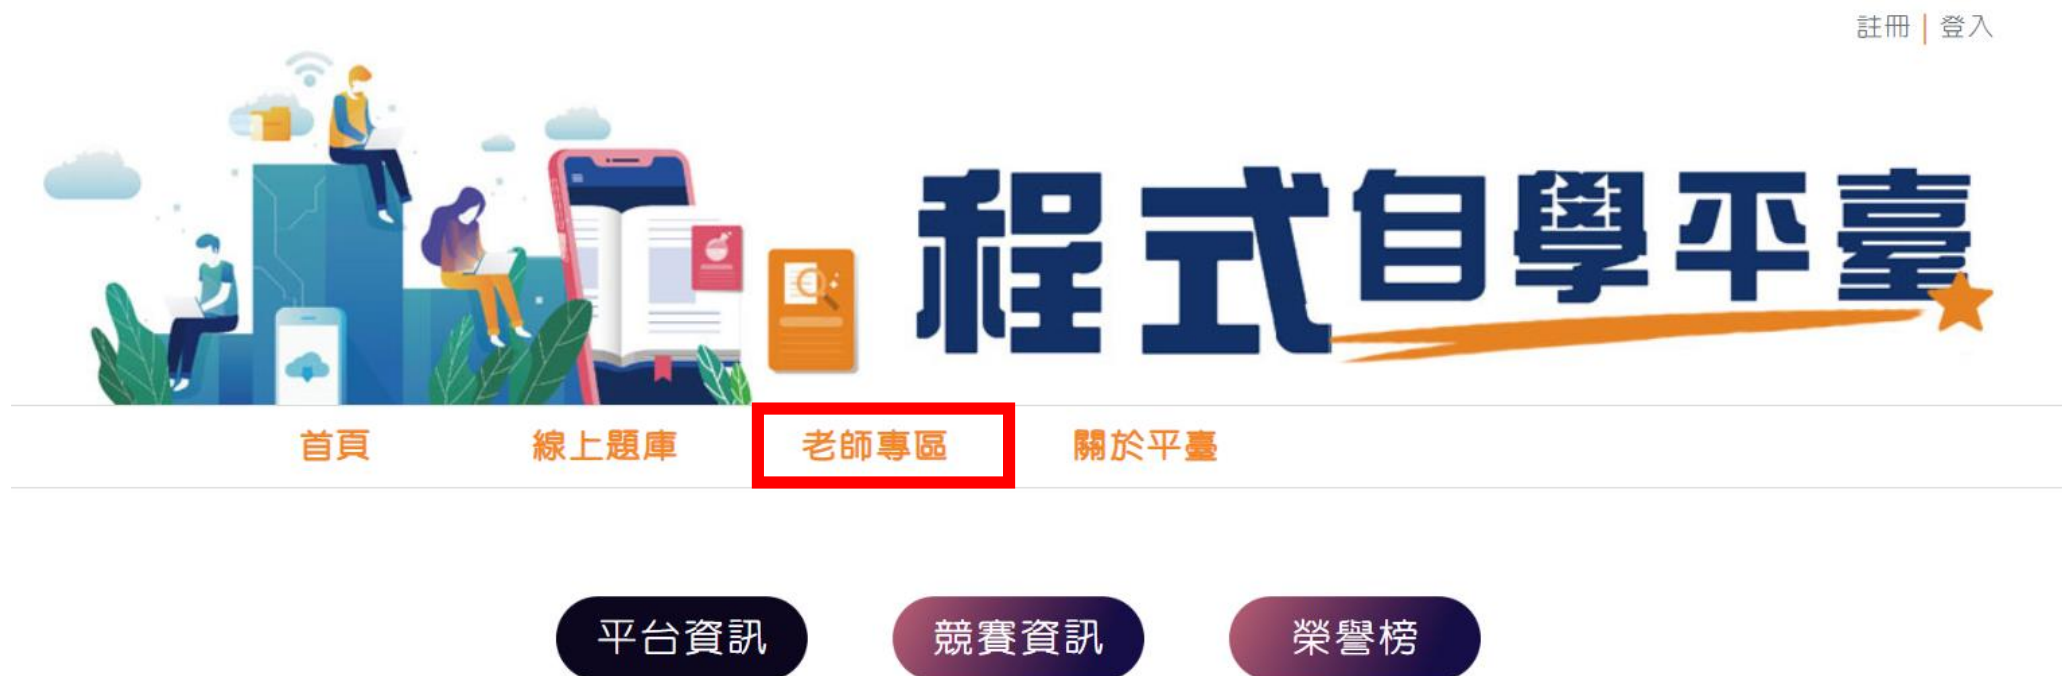 註冊 | 登入
程式自學平臺
首頁 線上題庫 老師專區 關於平臺
平台資訊 競賽資訊 榮譽榜